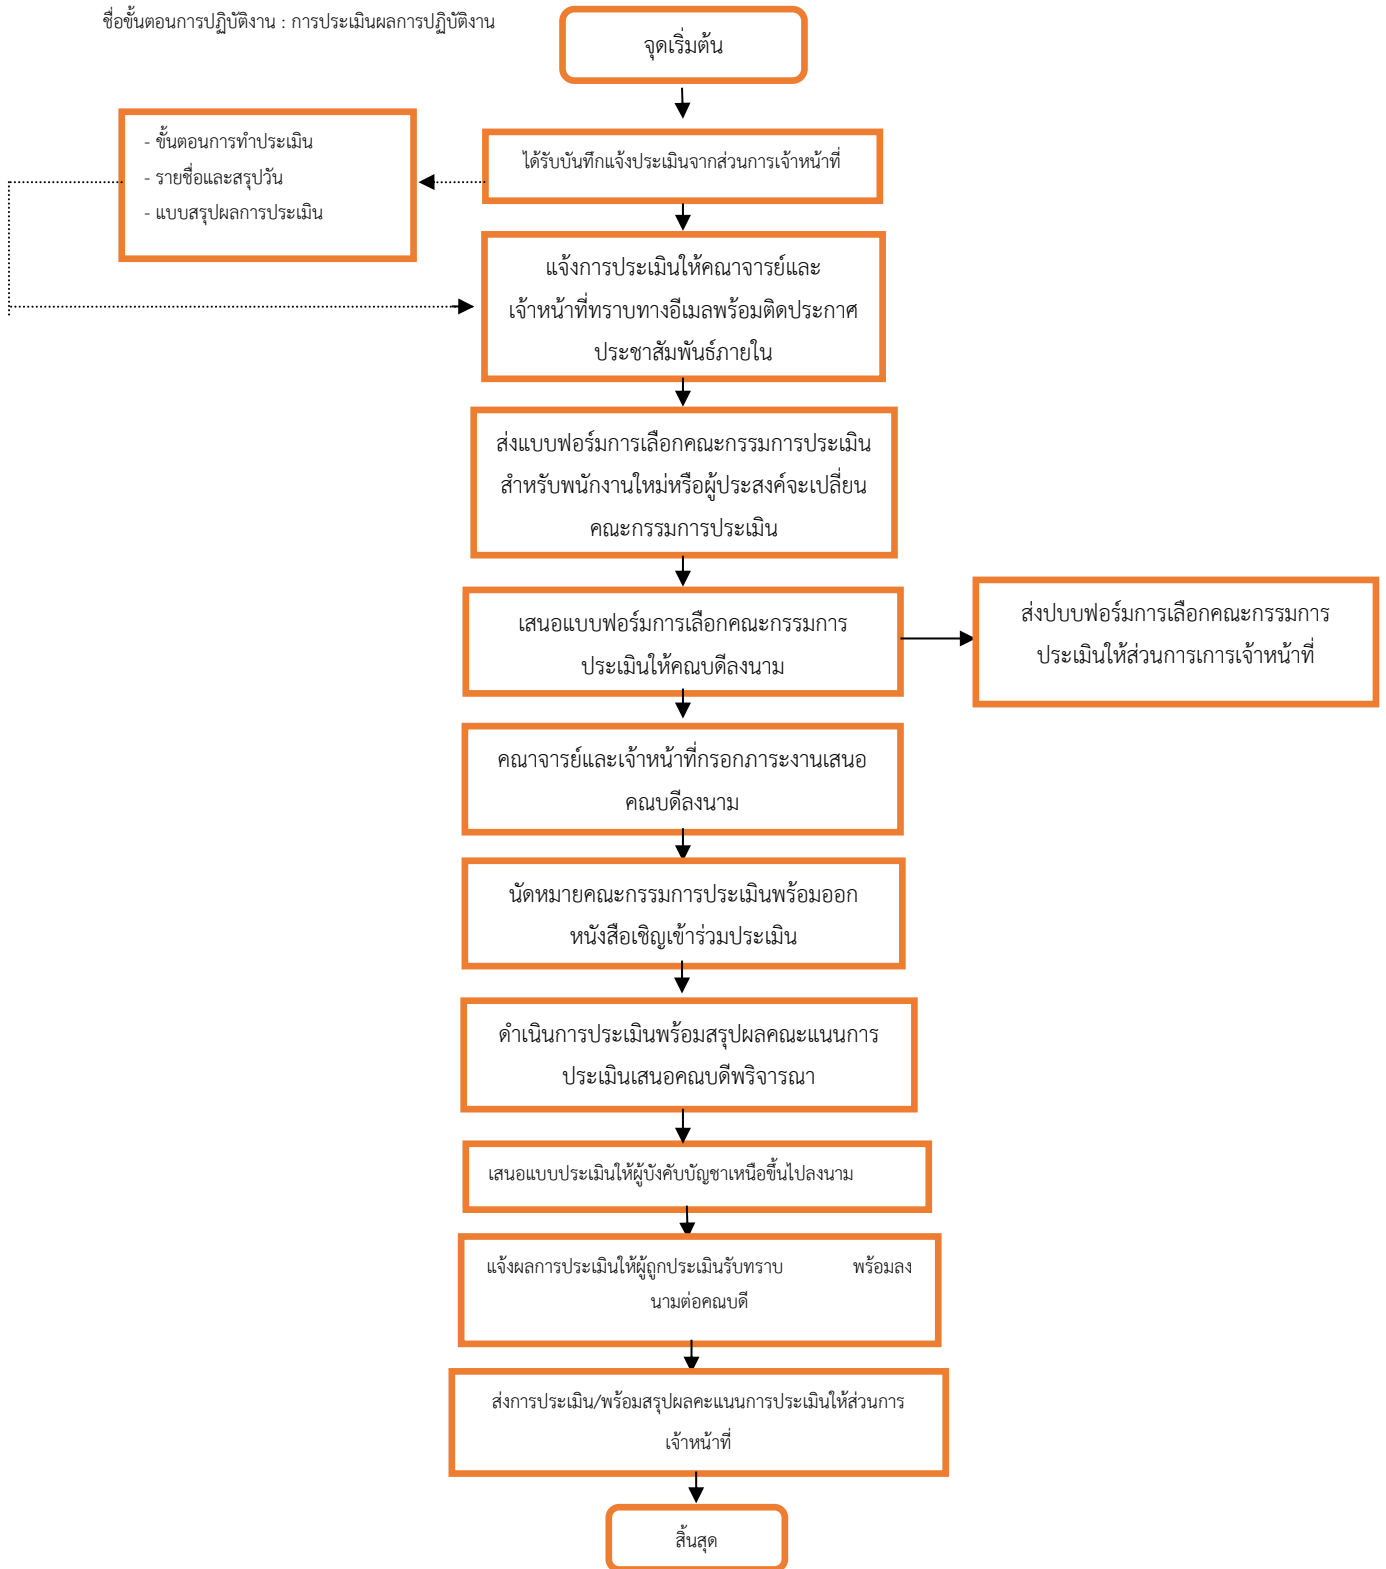 ชื่อขั้นตอนการปฏิบัติงาน : การประเมินผลการปฏิบัติงาน
จุดเริ่มต้น
- ขั้นตอนการทำประเมิน
- รายชื่อและสรุปวัน
- แบบสรุปผลการประเมิน
ได้รับบันทึกแจ้งประเมินจากส่วนการเจ้าหน้าที่
แจ้งการประเมินให้คณาจารย์และ
เจ้าหน้าที่ทราบทางอีเมลพร้อมติดประกาศ
ประชาสัมพันธ์ภายใน
ส่งแบบฟอร์มการเลือกคณะกรรมการประเมิน
สำหรับพนักงานใหม่หรือผู้ประสงค์จะเปลี่ยน
คณะกรรมการประเมิน
เสนอแบบฟอร์มการเลือกคณะกรรมการ
ประเมินให้คณบดีลงนาม
ส่งปบบฟอร์มการเลือกคณะกรรมการ
ประเมินให้ส่วนการเการเจ้าหน้าที่
คณาจารย์และเจ้าหน้าที่กรอกภาระงานเสนอ
คณบดีลงนาม
นัดหมายคณะกรรมการประเมินพร้อมออก
หนังสือเชิญเข้าร่วมประเมิน
ดำเนินการประเมินพร้อมสรุปผลคณะแนนการ
ประเมินเสนอคณบดีพริจารณา
เสนอแบบประเมินให้ผู้บังคับบัญชาเหนือขึ้นไปลงนาม
แจ้งผลการประเมินให้ผู้ถูกประเมินรับทราบ พร้อมลง
นามต่อคณบดี
ส่งการประเมิน/พร้อมสรุปผลคะแนนการประเมินให้ส่วนการ
เจ้าหน้าที่
สิ้นสุด